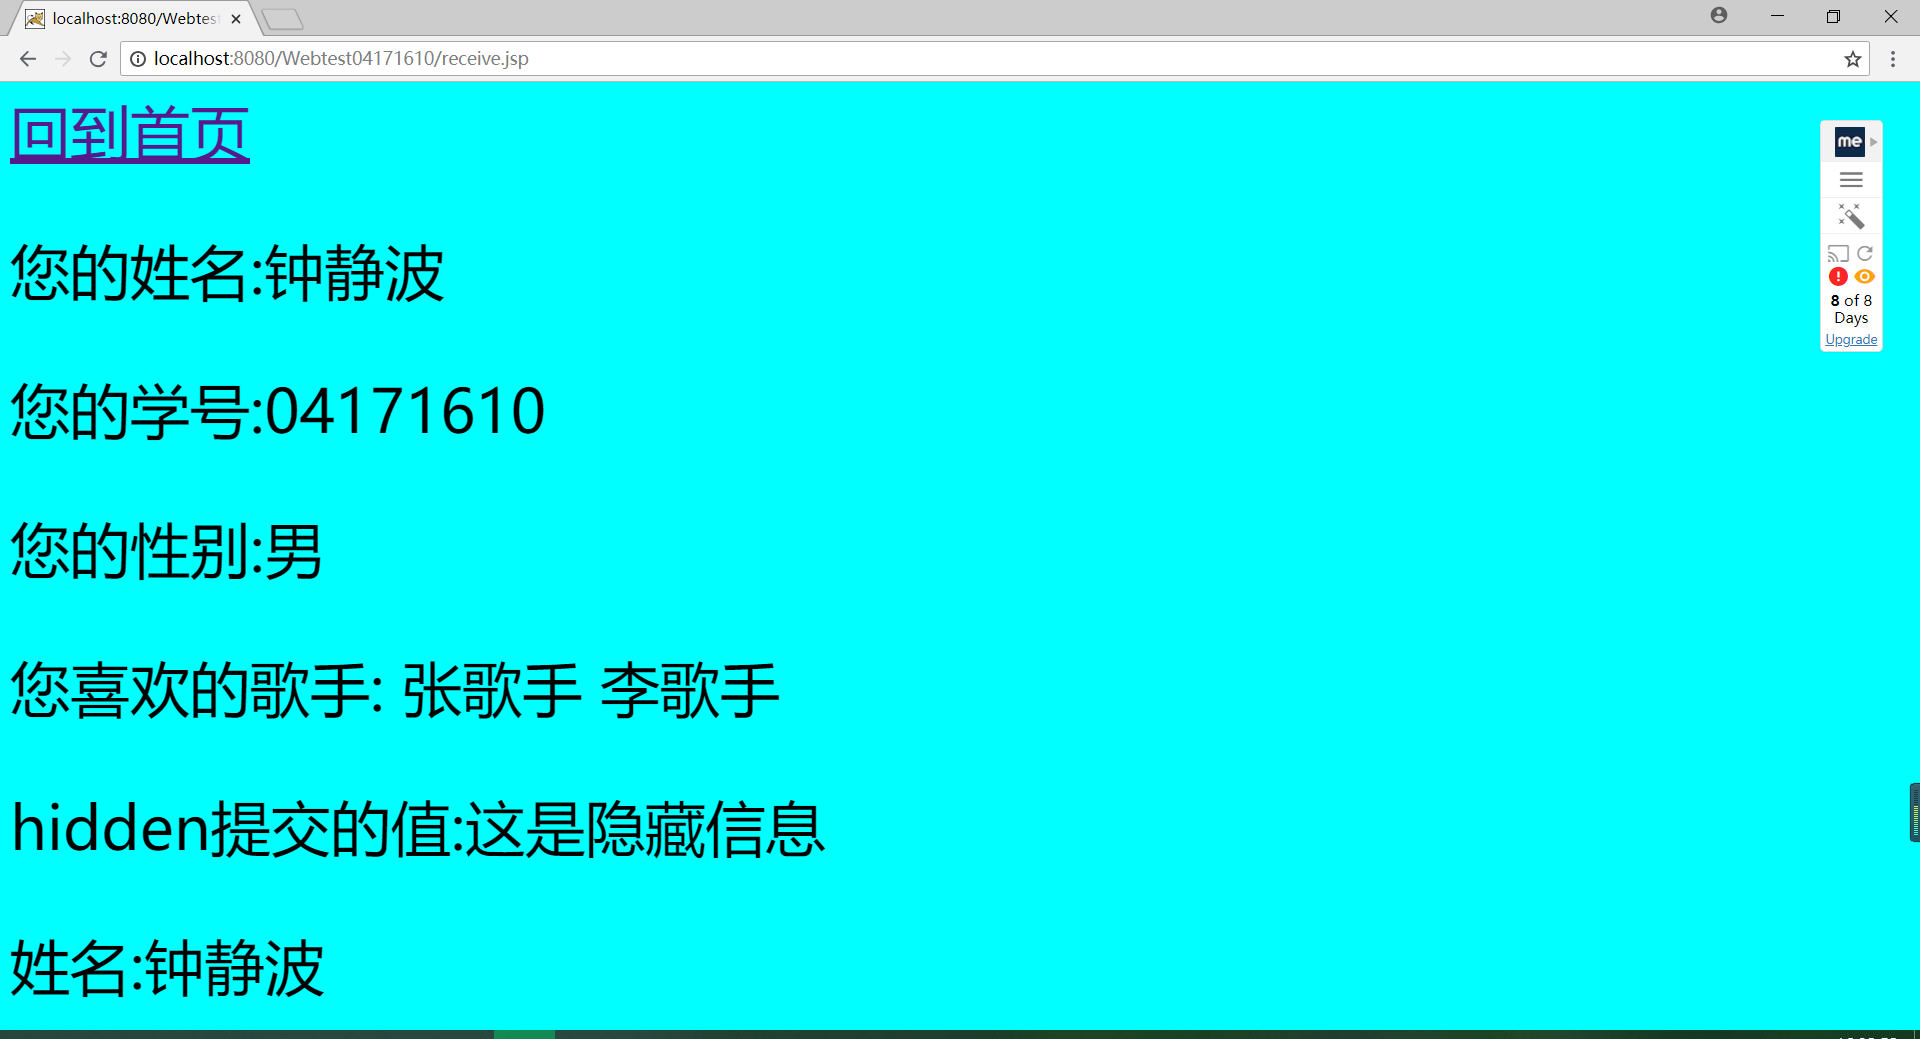 localhost:8080/Webtest
localhost:8080/Webtest04171610/receive.jsp
回到首页
me
您的姓名:钟静波
8 of 8
Days
Upgrade
您的学号:04171610
您的性别:男
您喜欢的歌手: 张歌手 李歌手
hidden提交的值:这是隐藏信息
姓名:钟静波